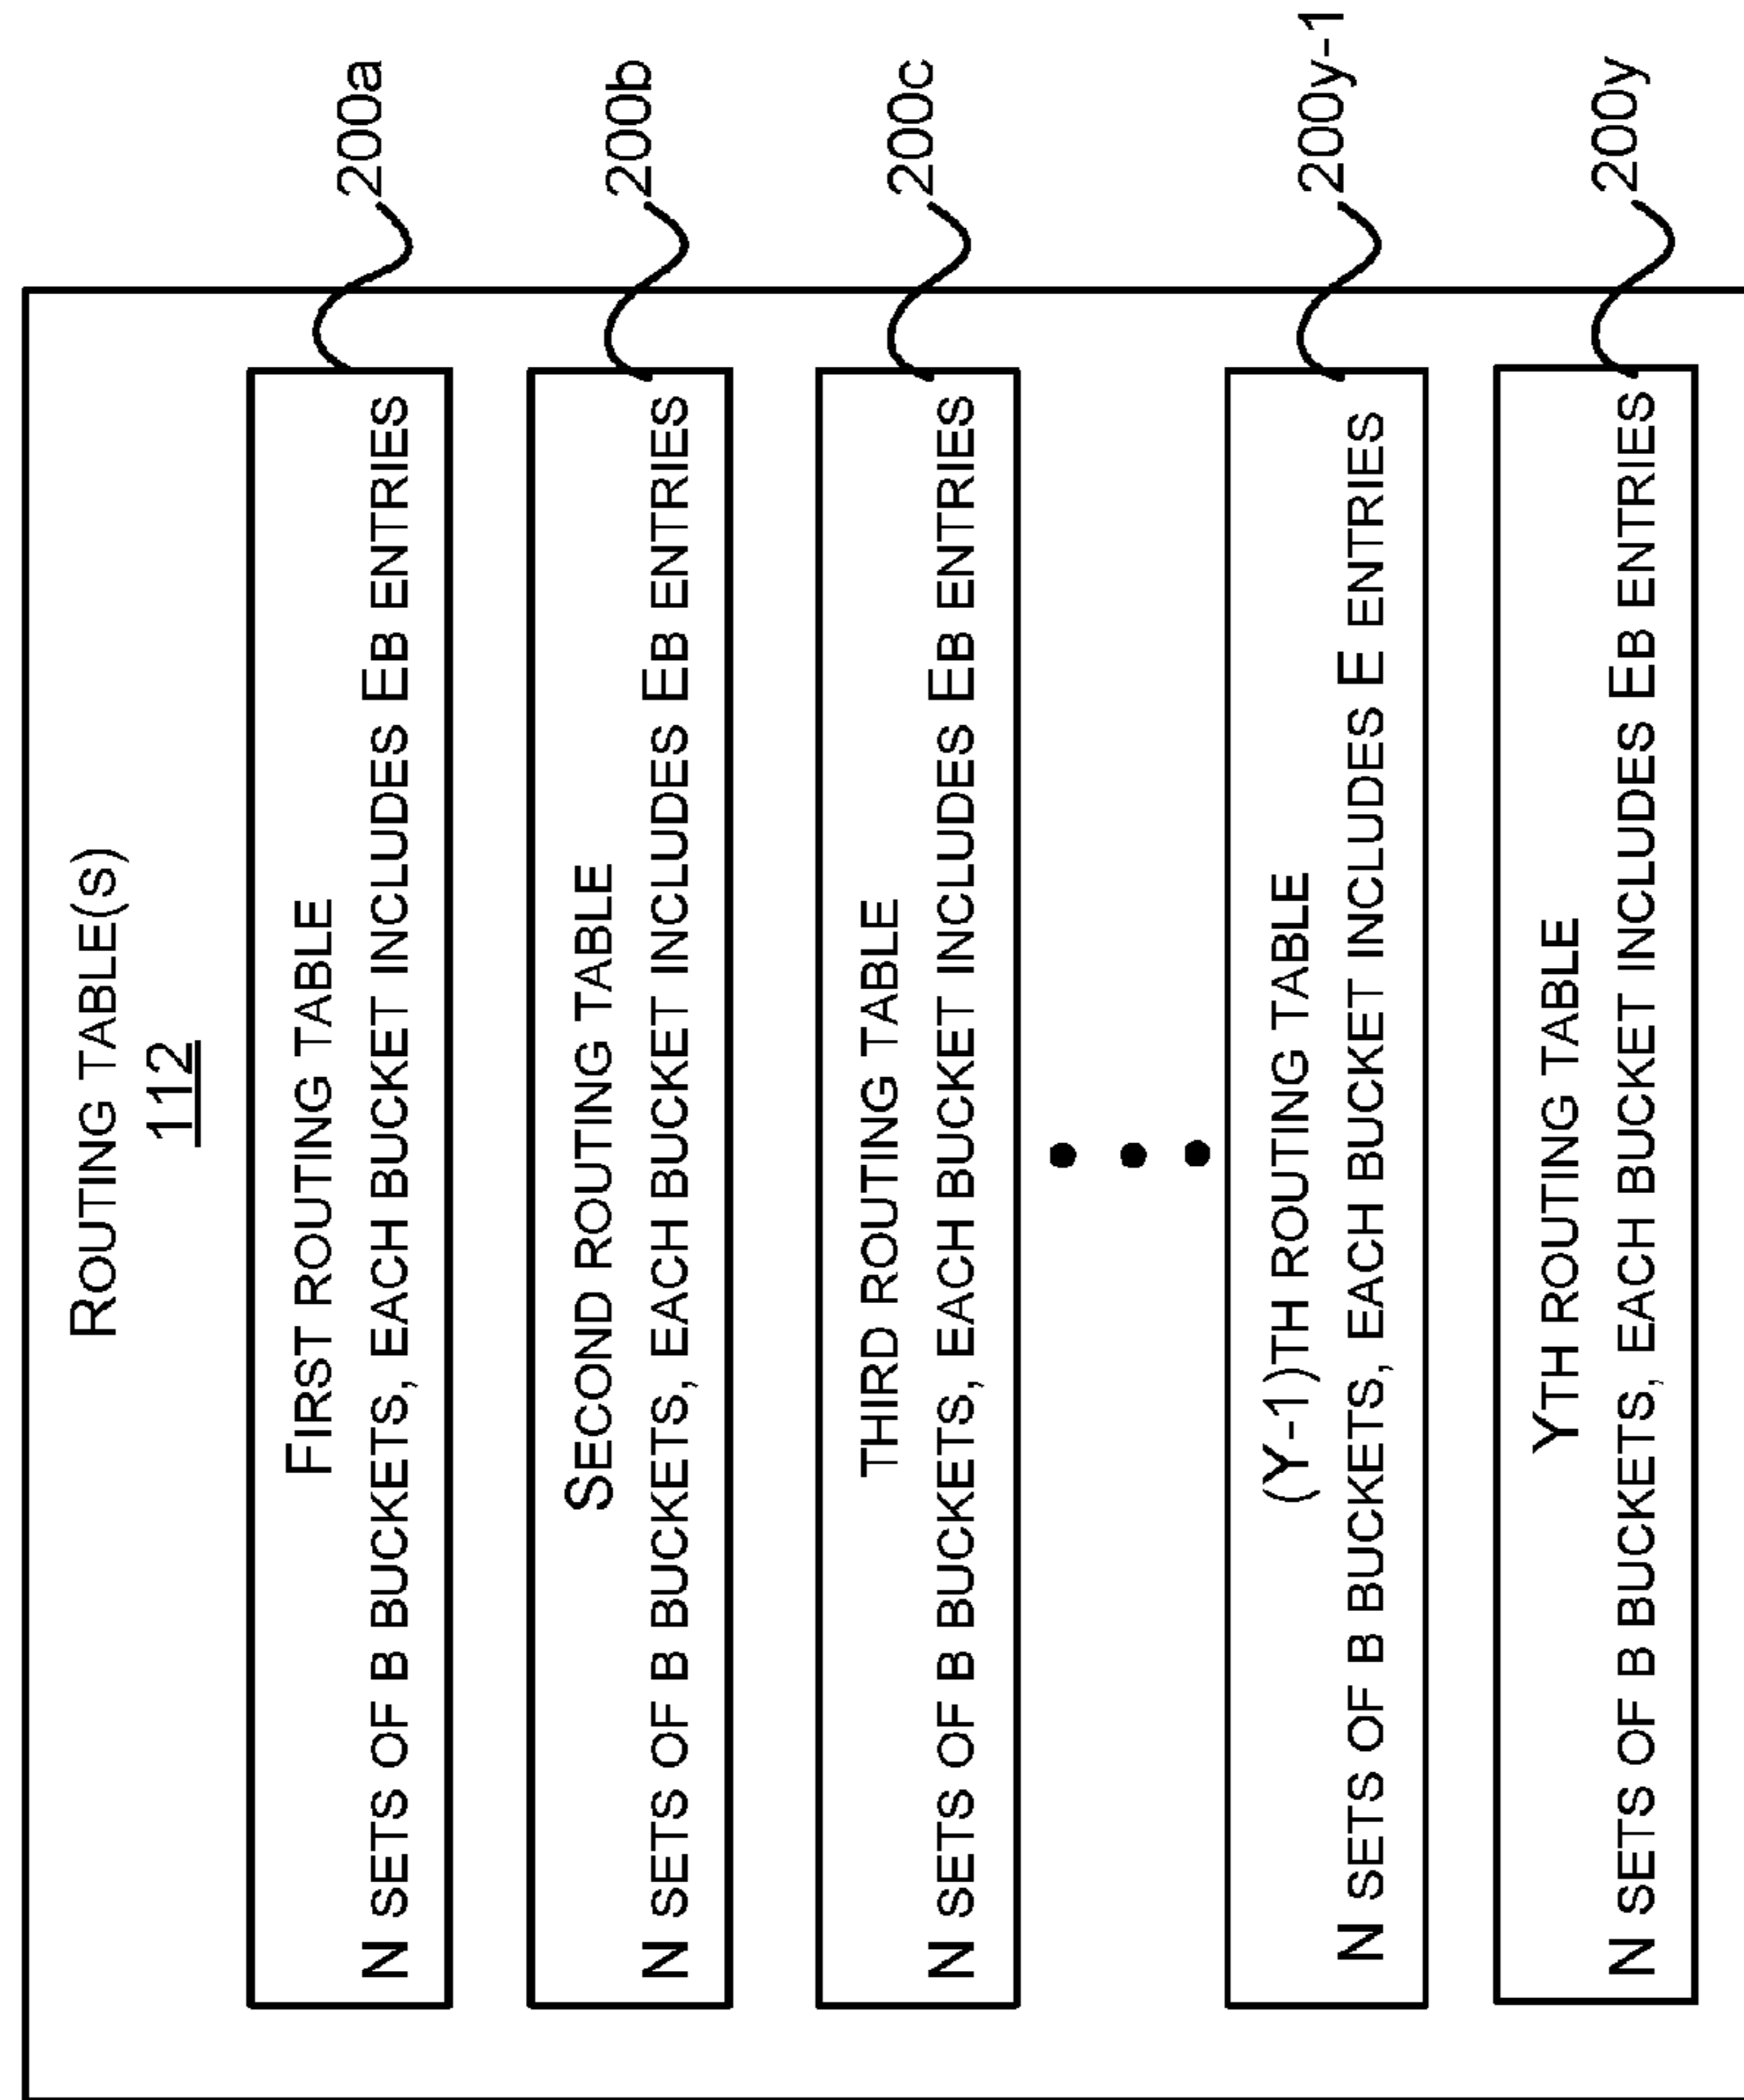 ROUTING TABLE(S)
112
FIRST ROUTING TABLE
N SETS OF B BUCKETS, EACH BUCKET INCLUDES EB ENTRIES
200a
SECOND ROUTING TABLE
N SETS OF B BUCKETS, EACH BUCKET INCLUDES EB ENTRIES
200b
THIRD ROUTING TABLE
N SETS OF B BUCKETS, EACH BUCKET INCLUDES EB ENTRIES
200c
(Y-1)TH ROUTING TABLE
N SETS OF B BUCKETS, EACH BUCKET INCLUDES E ENTRIES
200y-1
YTH ROUTING TABLE
N SETS OF B BUCKETS, EACH BUCKET INCLUDES EB ENTRIES
200y